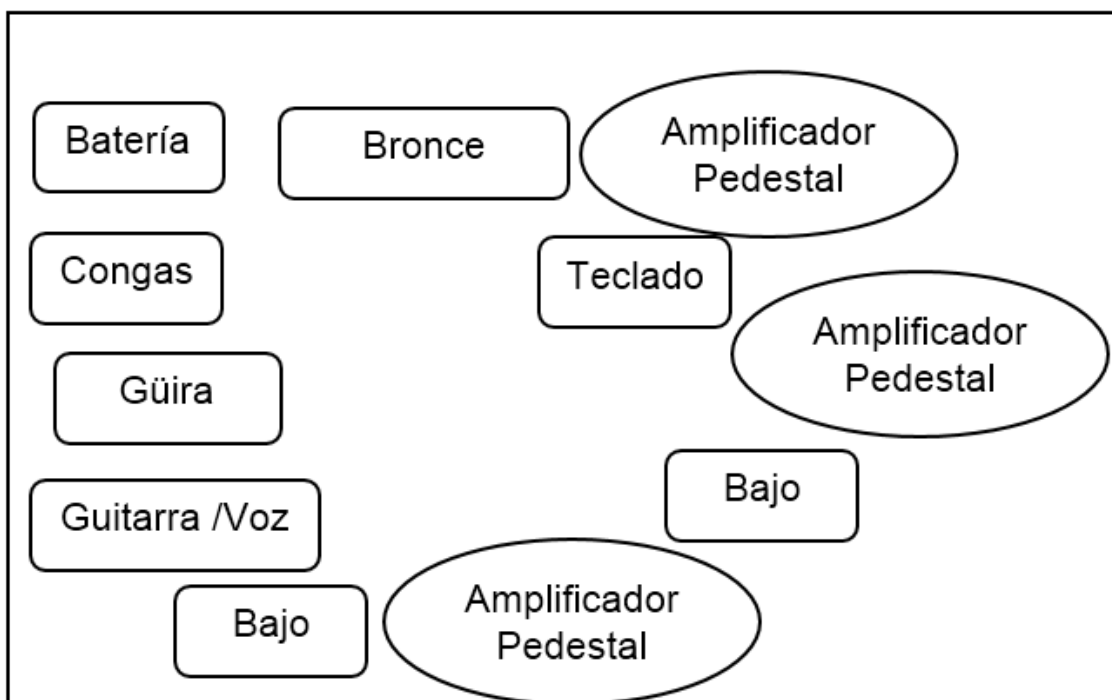 Batería
Bronce
Amplificador
Pedestal
Congas
Teclado
Amplificador
Pedestal
Güira
Bajo
Guitarra /Voz
Amplificador
Pedestal
Bajo